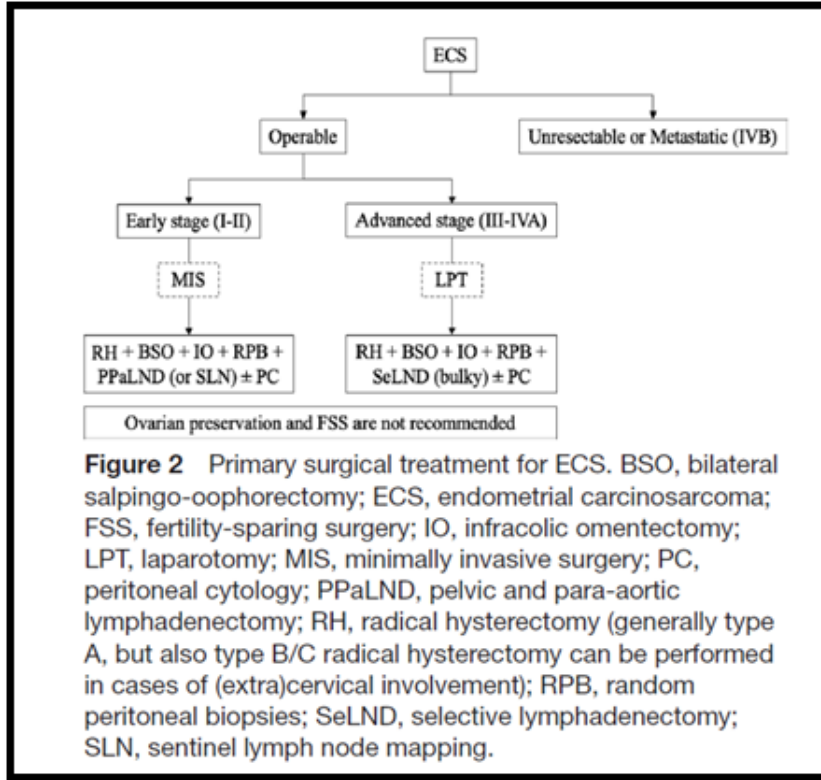 ECS
Operable
Unresectable or Metastatic (IVB)
Early stage (I-II)
Advanced stage (III-IVA)
MIS
LPT
RH + BSO + IO + RPB +
PPaLND (or SLN) ± PC
RH + BSO + IO + RPB +
SeLND (bulky) ± PC
Ovarian preservation and FSS are not recommended
Figure 2 Primary surgical treatment for ECS. BSO, bilateral
salpingo-oophorectomy; ECS, endometrial carcinosarcoma;
FSS, fertility-sparing surgery; IO, infracolic omentectomy;
LPT, laparotomy; MIS, minimally invasive surgery; PC,
peritoneal cytology; PPaLND, pelvic and para-aortic
lymphadenectomy; RH, radical hysterectomy (generally type
A, but also type B/C radical hysterectomy can be performed
in cases of (extra)cervical involvement); RPB, random
peritoneal biopsies; SeLND, selective lymphadenectomy;
SLN, sentinel lymph node mapping.